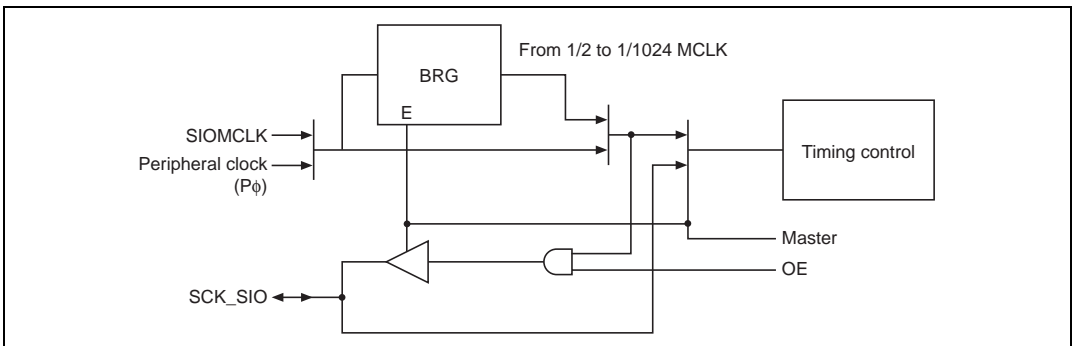 From 1/2 to 1/1024 MCLK
BRG
E
SIOMCLK
Peripheral clock
(Pϕ)
Timing control
Master
OE
SCK_SIO